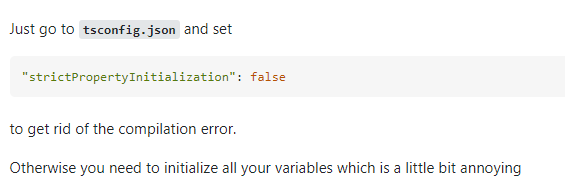 Just go to tsconfig.json and set
"strictPropertyInitialization": false
to get rid of the compilation error.
Otherwise you need to initialize all your variables which is a little bit annoying